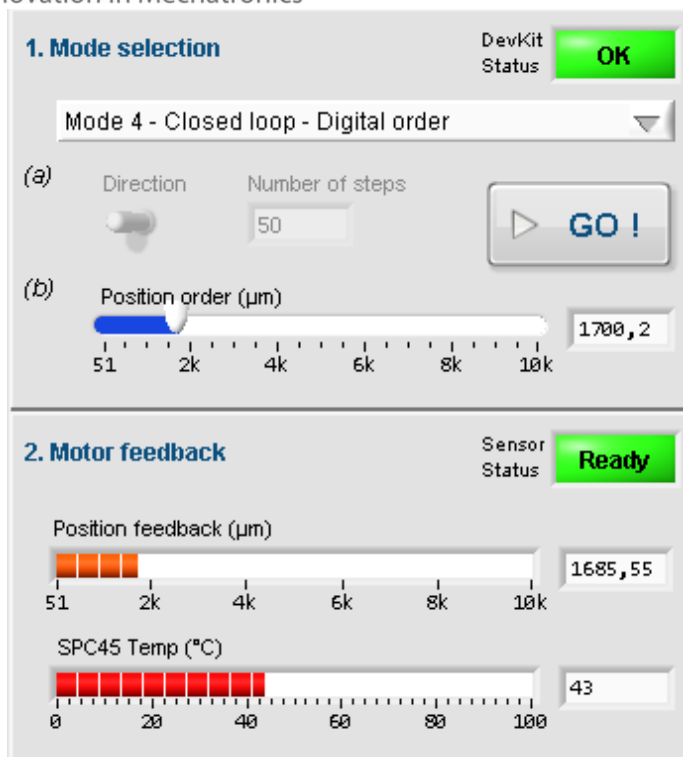 ovation in Mechatronics
1. Mode selection
DevKit
Status
OK
Mode 4 - Closed loop - Digital order
(a)
Direction
Number of steps
50
GO !
(b)
Position order (µm)
1700,2
51 2k 4k 6k 8k 10k
2. Motor feedback
Sensor
Status
Ready
Position feedback (µm)
1685,55
51 2k 4k 6k 8k 10k
SPC45 Temp (°C)
43
0 20 40 60 80 100